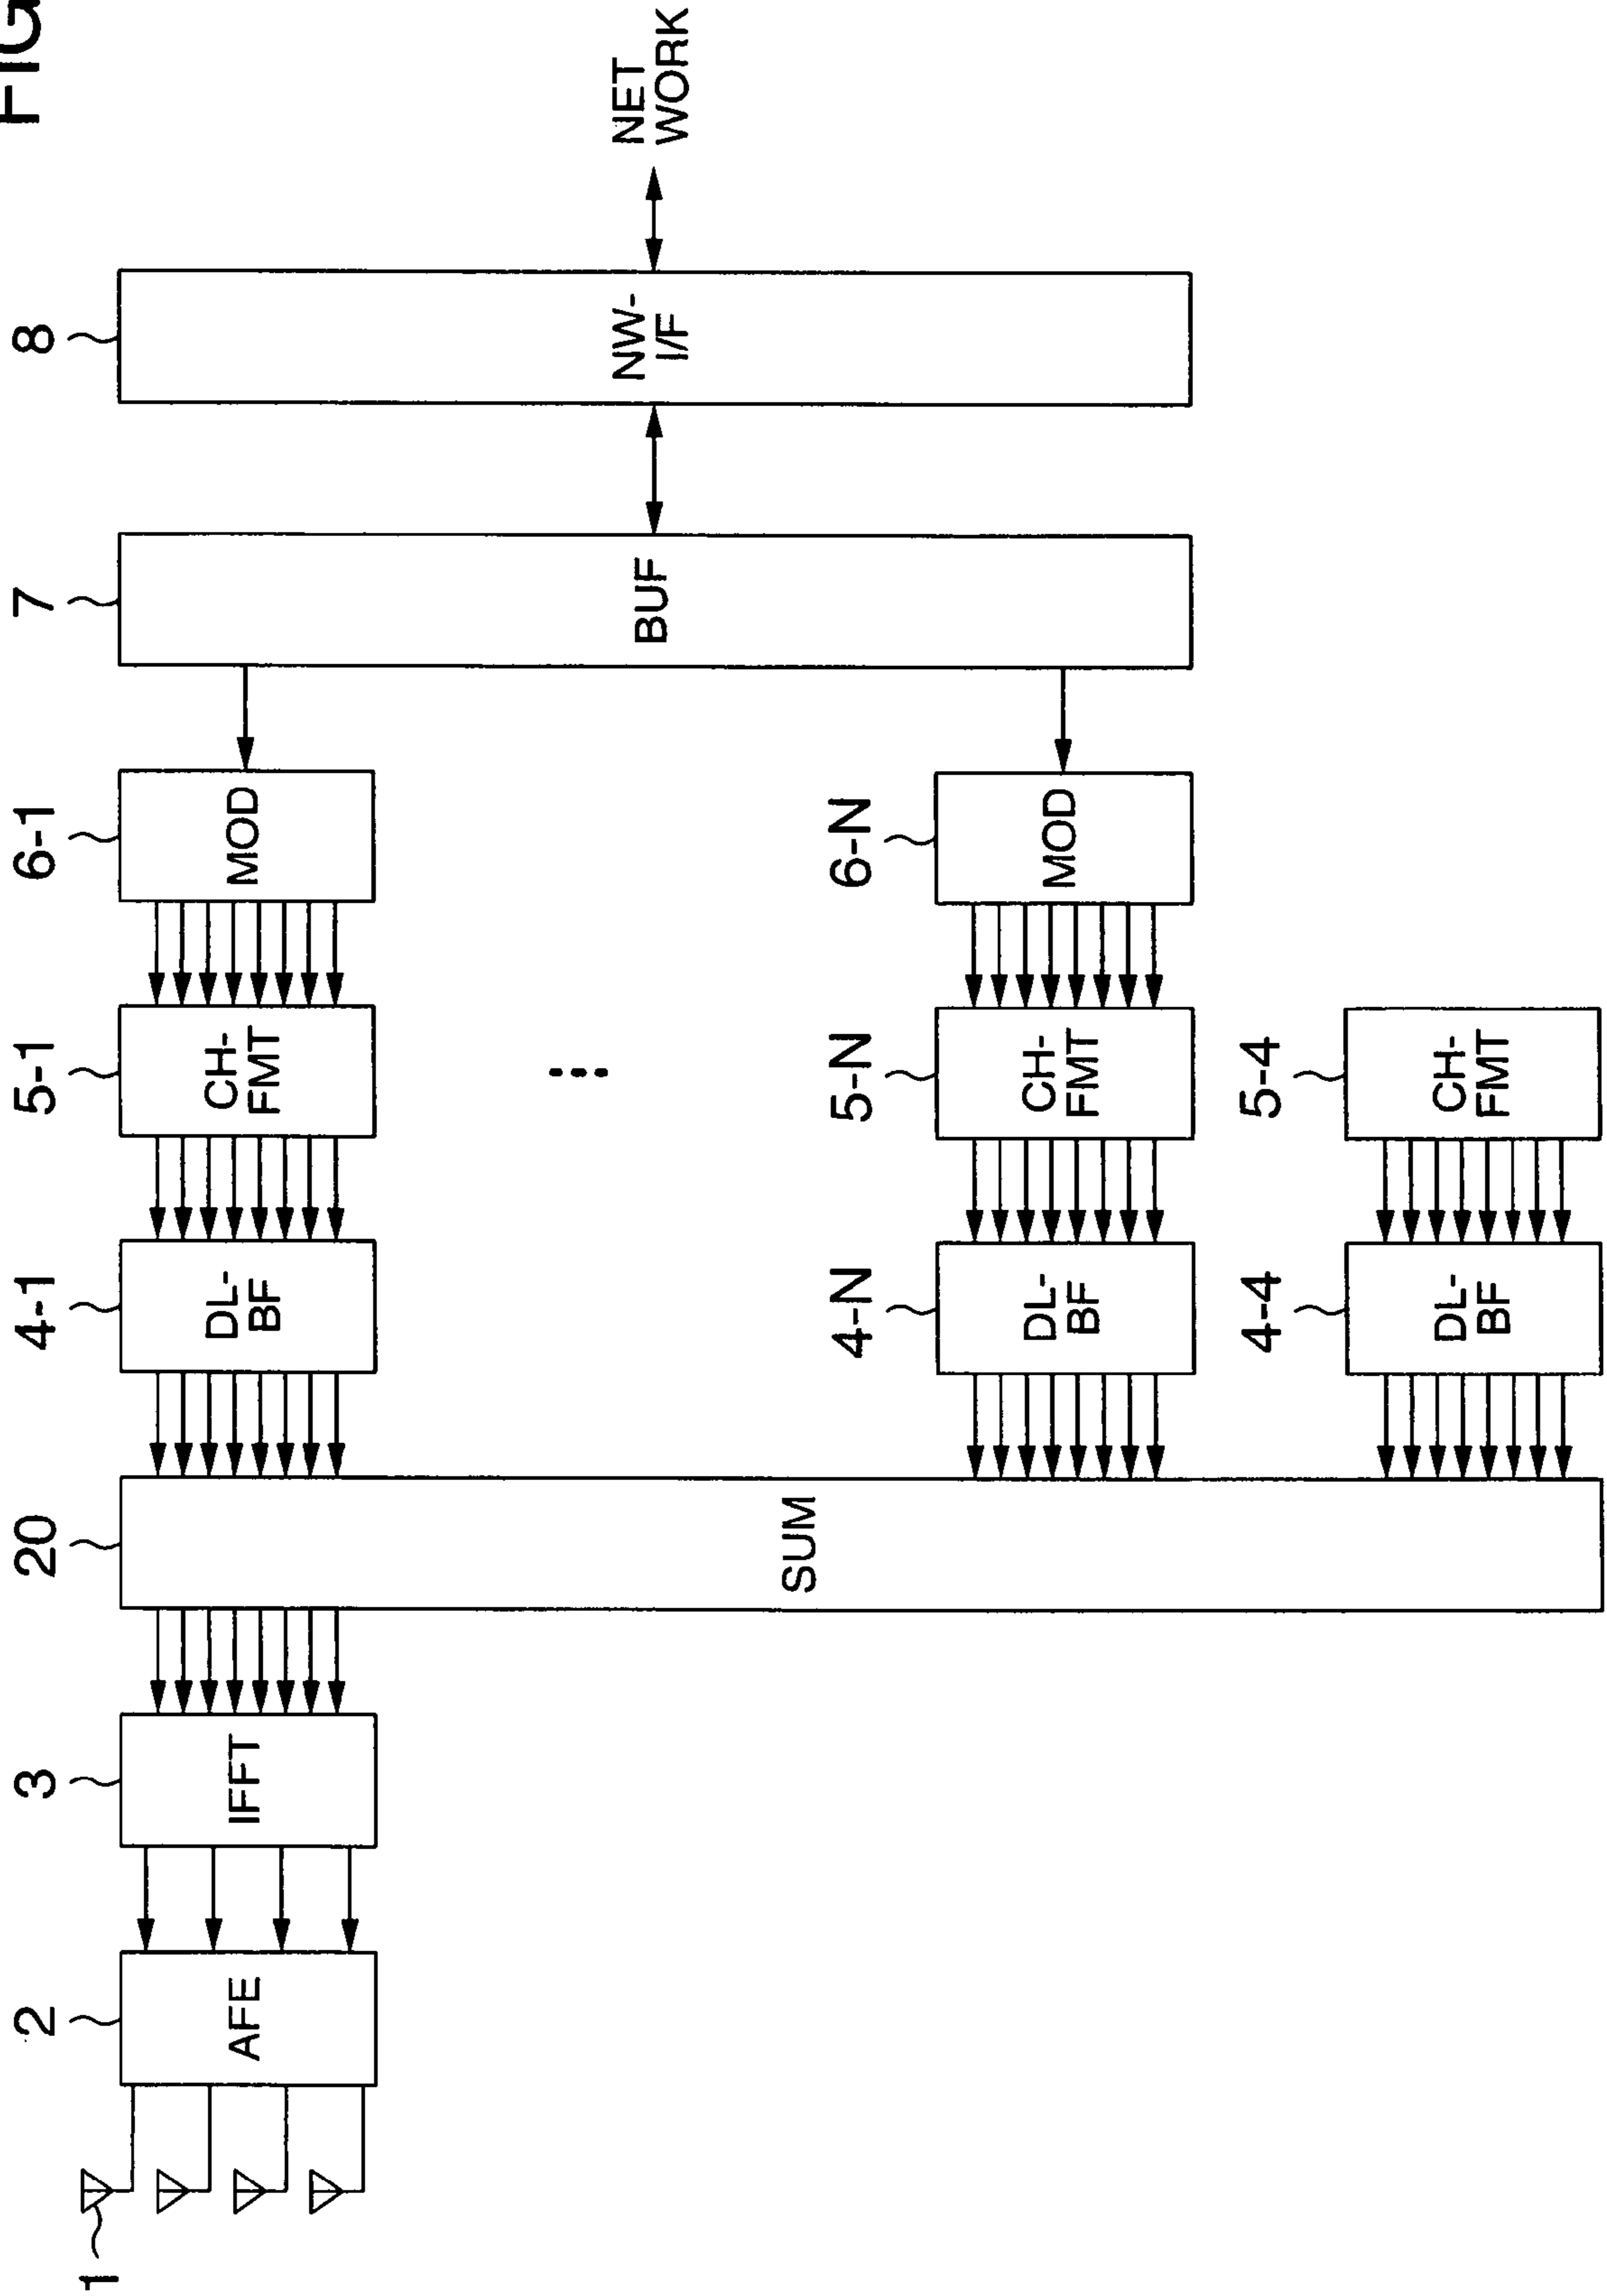 FIG
1
2
3
20
4-1
5-1
6-1
7
8
AFE
IFFT
SUM
DL-
BF
CH-
FMT
MOD
BUF
NW-
I/F
NET
WORK
4-N
5-N
6-N
DL-
BF
CH-
FMT
MOD
4-4
5-4
DL-
BF
CH-
FMT